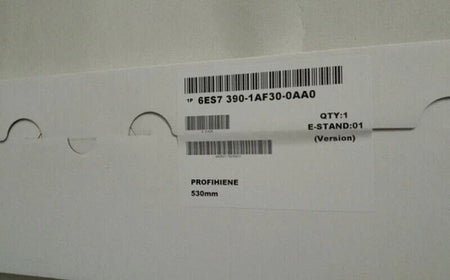 1P 6ES7 390-1AF30-0AA0
QTY:1
E-STAND:01
(Version)
PROFIHIENE
530mm